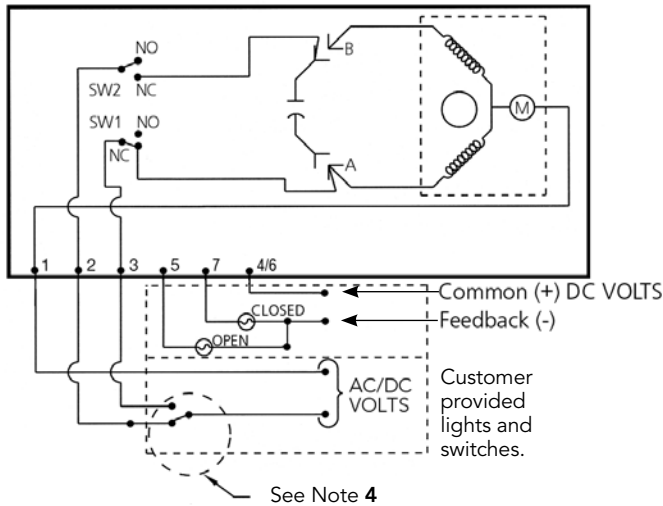 NO
B
SW2 NC
M
SW1 NO
NC
A
1 2 3 5 7 4/6
Common (+) DC VOLTS
CLOSED
Feedback (-)
OPEN
AC/DC
VOLTS
Customer
provided
lights and
switches.
See Note 4